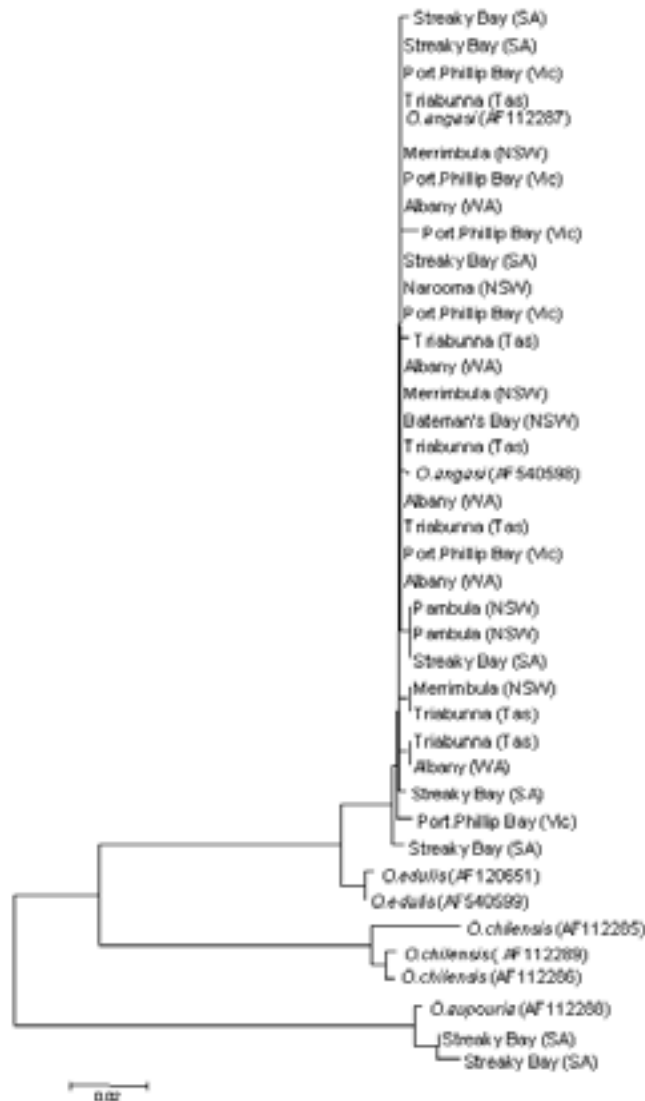 Streaky Bay (SA)
Streaky Bay (SA)
Port.Phillip Bay (Vic)
Triabunna (Tas)
O.angasi (AF112287)
Merrimbula (NSW)
Port.Phillip Bay (Vic)
Albany (WA)
Port.Phillip Bay (Vic)
Streaky Bay (SA)
Narooma (NSW)
Port.Phillip Bay (Vic)
Triabunna (Tas)
Albany (WA)
Merrimbula (NSW)
Bateman's Bay (NSW)
Triabunna (Tas)
O.angasi (AF540598)
Albany (WA)
Triabunna (Tas)
Port.Phillip Bay (Vic)
Albany (WA)
Pambula (NSW)
Pambula (NSW)
Streaky Bay (SA)
Merrimbula (NSW)
Triabunna (Tas)
Triabunna (Tas)
Albany (WA)
Streaky Bay (SA)
Port.Phillip Bay (Vic)
Streaky Bay (SA)
O.edulis (AF120651)
O.edulis (AF540599)
O.chilensis (AF112285)
O.chilensis ( AF112289)
O.chilensis (AF112286)
O.aupouria (AF112288)
Streaky Bay (SA)
Streaky Bay (SA)
0.02